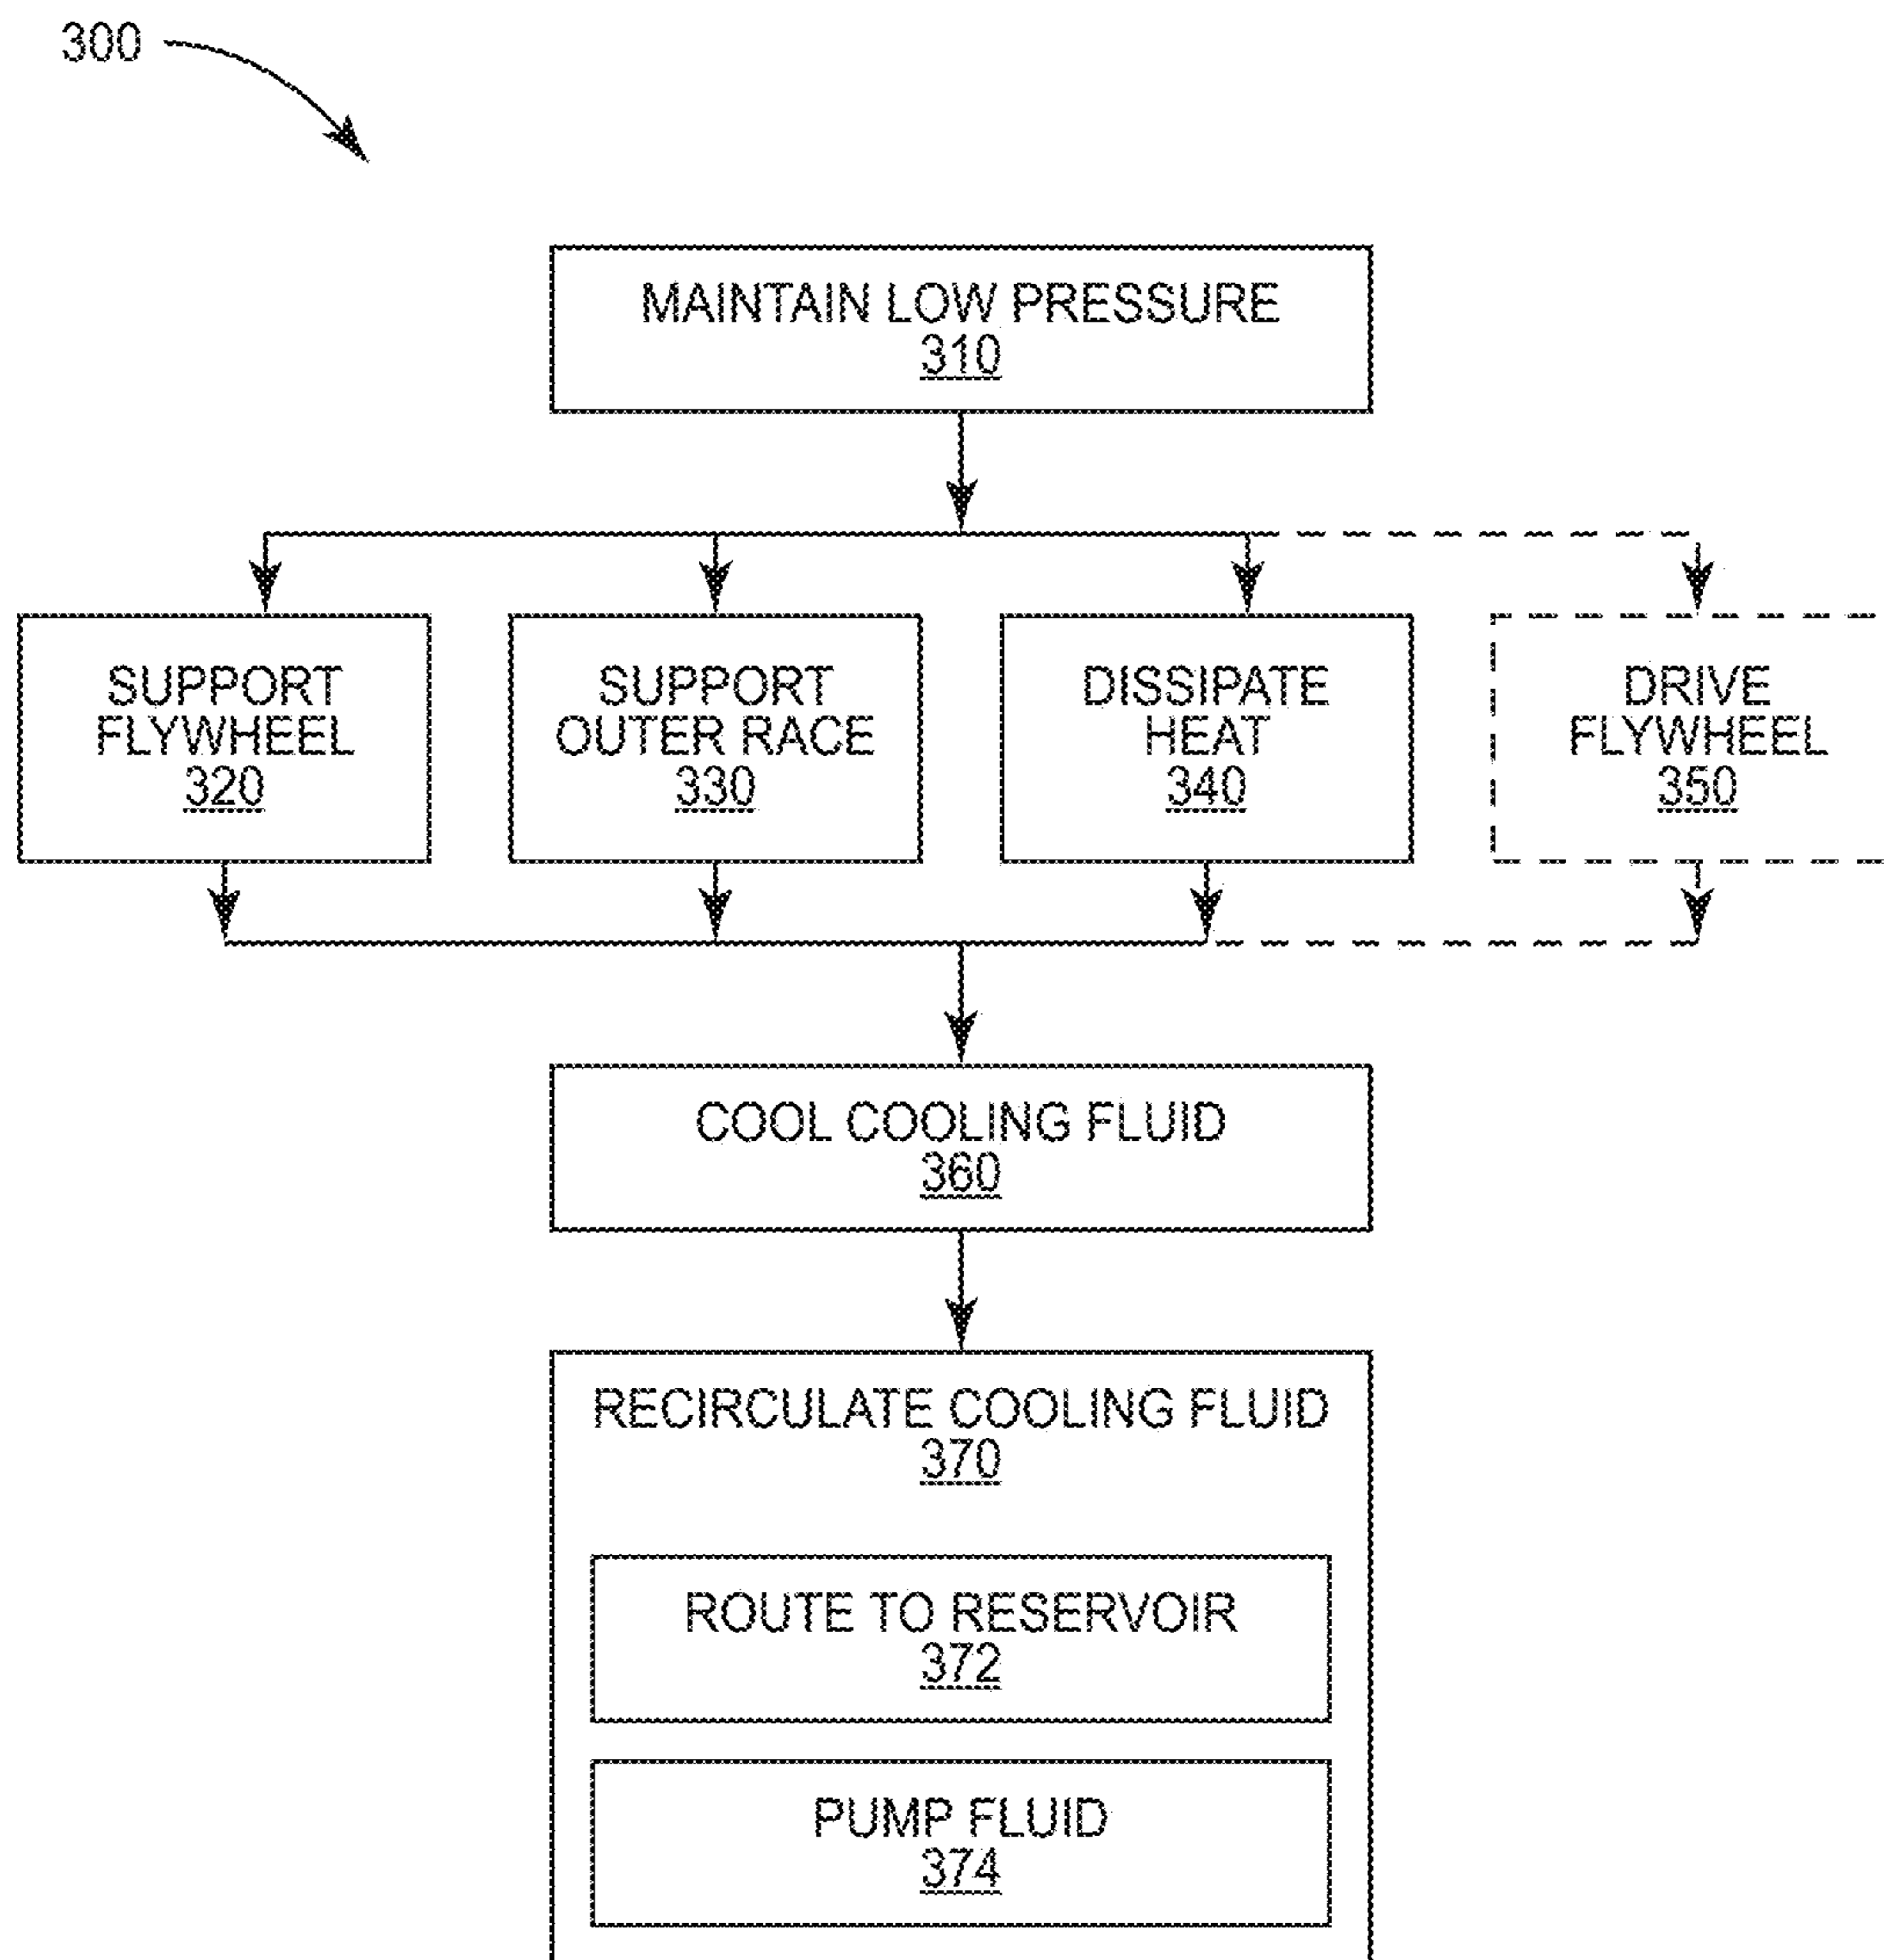 300
MAINTAIN LOW PRESSURE
310
SUPPORT
FLYWHEEL
320
SUPPORT
OUTER RACE
330
DISSIPATE
HEAT
340
DRIVE
FLYWHEEL
350
COOL COOLING FLUID
360
RECIRCULATE COOLING FLUID
370
ROUTE TO RESERVOIR
372
PUMP FLUID
374